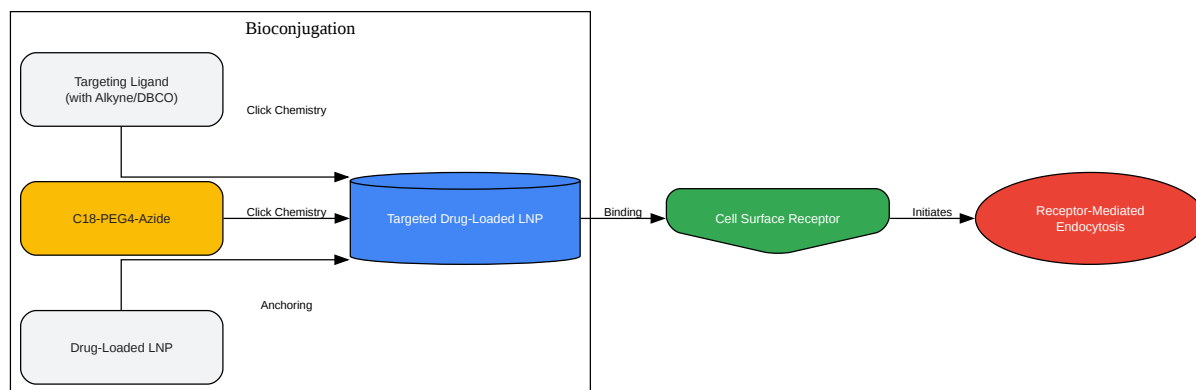 Bioconjugation
Targeting Ligand
(with Alkyne/DBCO)
Click Chemistry
C18-PEG4-Azide
Click Chemistry
Targeted Drug-Loaded LNP
Binding
Cell Surface Receptor
Initiates
Receptor-Mediated
Endocytosis
Anchoring
Drug-Loaded LNP